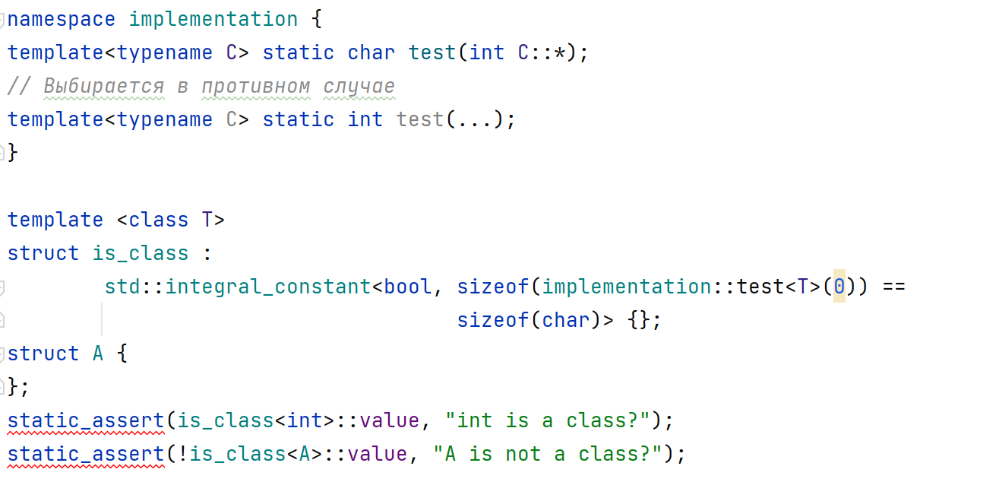 namespace implementation {
template<typename C> static char test(int C::*);
// Выбирается в противном случае
template<typename C> static int test(...);
}
template <class T>
struct is_class :
std::integral_constant<bool, sizeof(implementation::test<T>(0)) ==
sizeof(char)> {};
struct A {
};
static_assert(is_class<int>::value, "int is a class?");
static_assert(!is_class<A>::value, "A is not a class?");